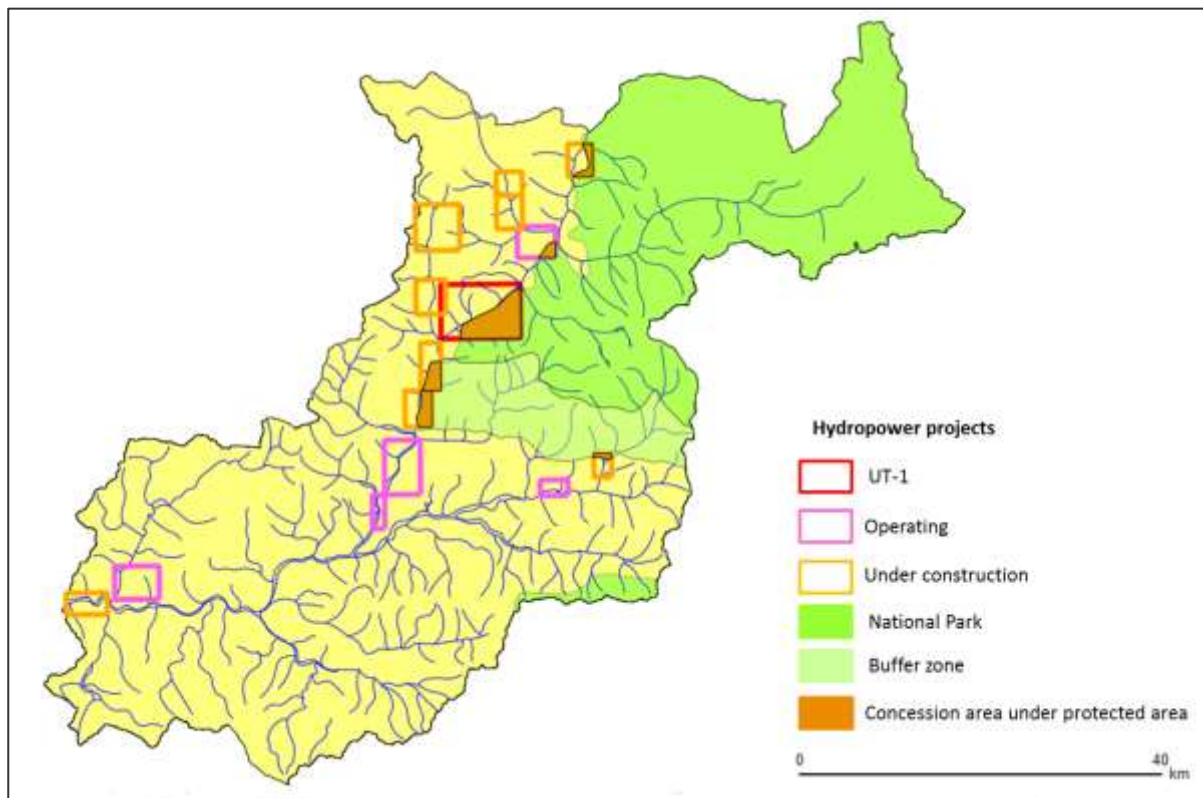 Hydropower projects
UT-1
Operating
Under construction
National Park
Buffer zone
Concession area under protected area
0 40
km